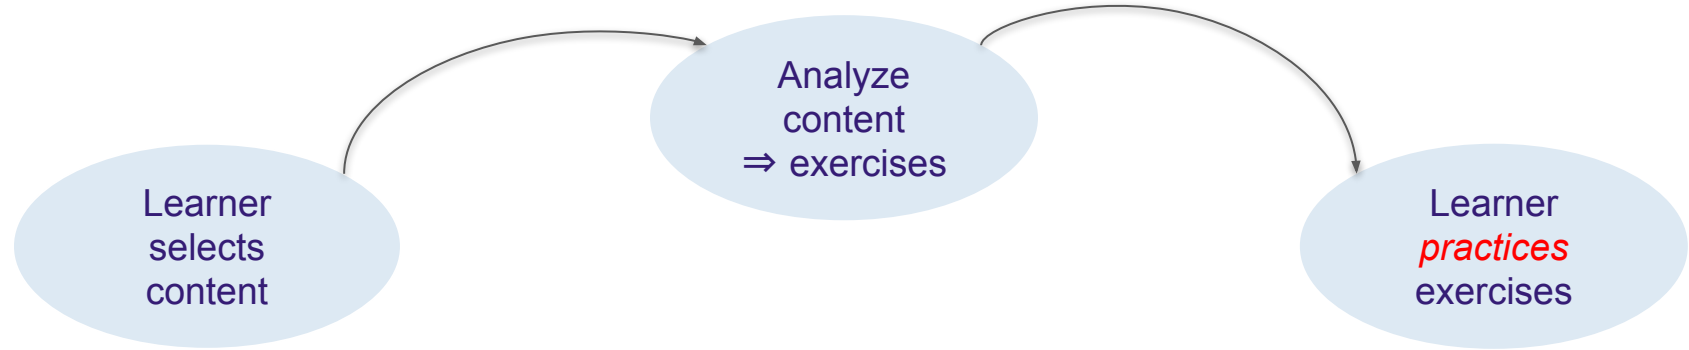 Learner
selects
content
Analyze
content
⇒ exercises
Learner
practices
exercises